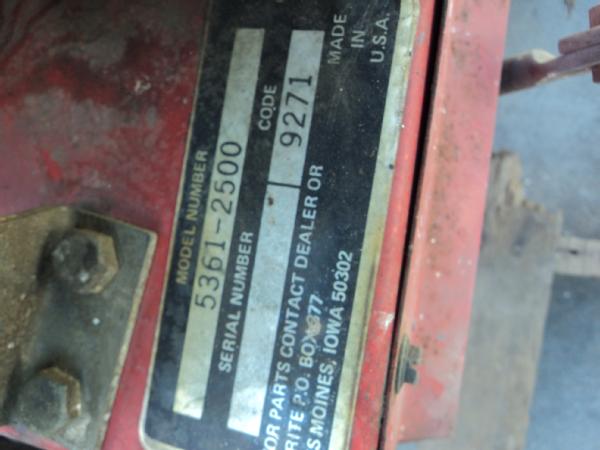 MODEL NUMBER
5361-2500
CODE
SERIAL NUMBER
9271
MADE
IN
U.S.A.
OR PARTS CONTACT DEALER OR
RITE P.O. BOX 377
S MOINES, IOWA 50302